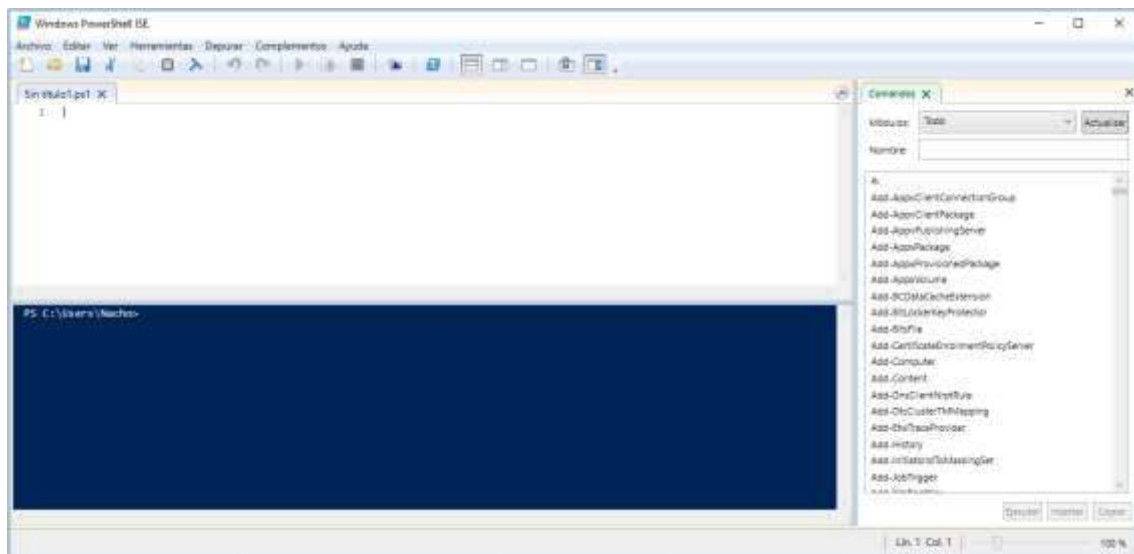 Windows PowerShell ISE
Archivo Editar Ver Herramientas Depurar Complementos Ayuda
Sin título1.ps1 X
1
PS C:\Users\Nacho>
Comandos X
Módulos: Todo Actualizar
Nombre:
A:
Add-AppvClientConnectionGroup
Add-AppvClientPackage
Add-AppvPublishingServer
Add-AppxPackage
Add-AppxProvisionedPackage
Add-AppxVolume
Add-BCDataCacheExtension
Add-BitLockerKeyProtector
Add-BitsFile
Add-CertificateEnrollmentPolicyServer
Add-Computer
Add-Content
Add-DnsClientNrptRule
Add-DtcClusterTMMapping
Add-EtwTraceProvider
Add-History
Add-InitiatorIdToMaskingSet
Add-JobTrigger
Ejecutar Insertar Copiar
Lín. 1 Col. 1 100 %